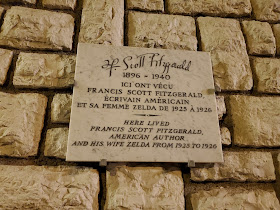 F Scott Fitzgerald
1896 - 1940
ICI ONT VÉCU
FRANCIS SCOTT FITZGERALD,
ÉCRIVAIN AMÉRICAIN
ET SA FEMME ZELDA DE 1925 À 1926
HERE LIVED
FRANCIS SCOTT FITZGERALD,
AMERICAN AUTHOR
AND HIS WIFE ZELDA FROM 1925 TO 1926